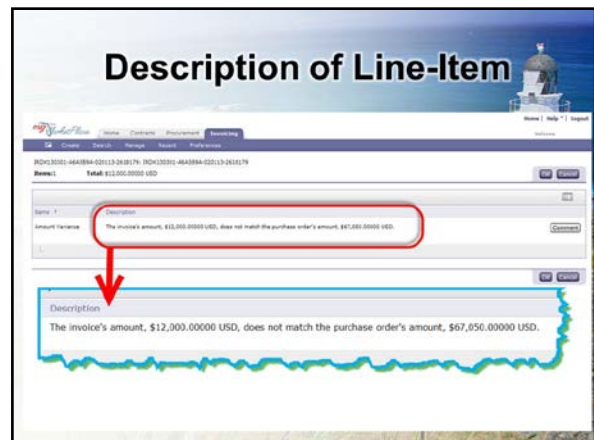 Description of Line-Item
Home | Help | Logout
Home Contracts Procurement Invoicing
Welcome
Create Search Manage Recent Preferences
Items:1 Total: $12,000.00000 USD
OK Cancel
Name ↑ Description
Amount Variance The invoice's amount, $12,000.00000 USD, does not match the purchase order's amount, $67,050.00000 USD. Comment
OK Cancel
Description
The invoice's amount, $12,000.00000 USD, does not match the purchase order's amount, $67,050.00000 USD.